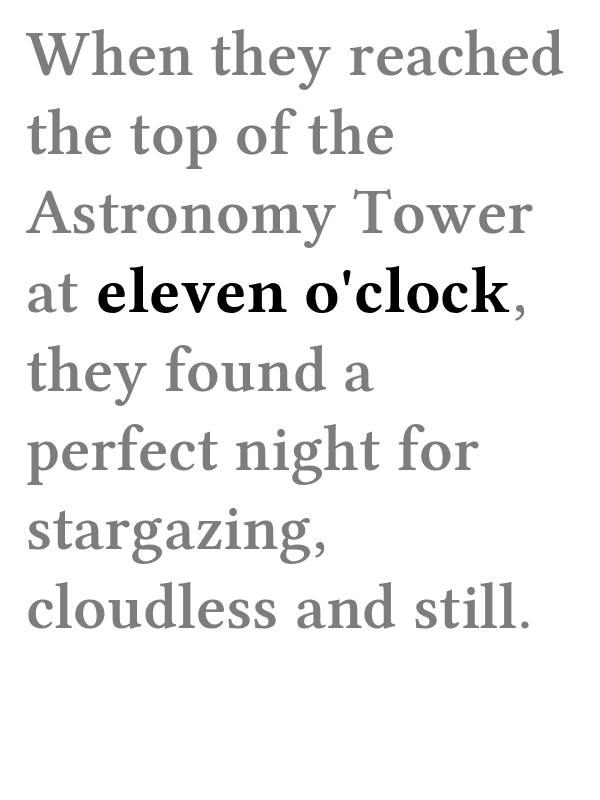 When they reached
the top of the
Astronomy Tower
at eleven o'clock,
they found a
perfect night for
stargazing,
cloudless and still.